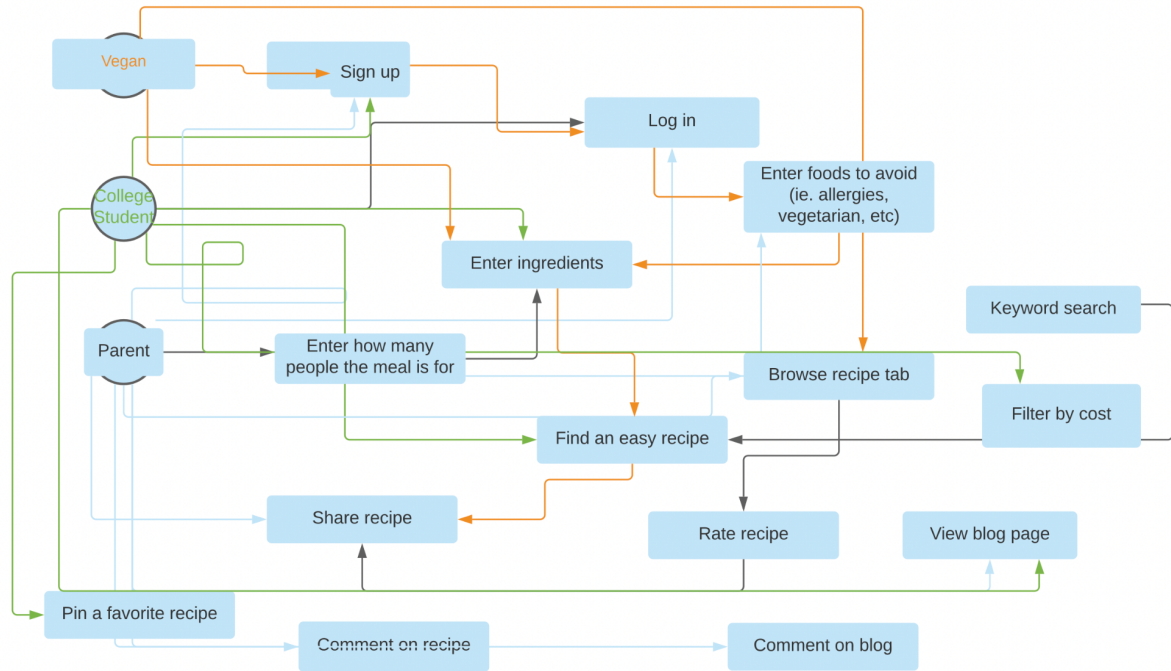 Vegan
Sign up
Log in
College
Student
Enter foods to avoid
(ie. allergies,
vegetarian, etc)
Enter ingredients
Keyword search
Parent
Enter how many
people the meal is for
Browse recipe tab
Filter by cost
Find an easy recipe
Share recipe
Rate recipe
View blog page
Pin a favorite recipe
Comment on recipe
Comment on blog